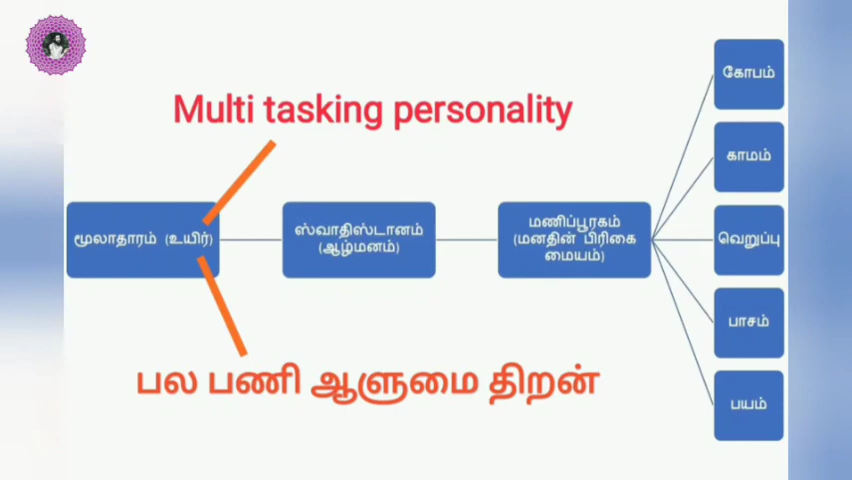 Multi tasking personality
மூலாதாரம் (உயிர்)
ஸ்வாதிஸ்டானம்
(ஆழ்மனம்)
மணிப்பூரகம்
(மனதின் பிரிகை
மையம்)
கோபம்
காமம்
வெறுப்பு
பாசம்
பயம்
பல பணி ஆளுமை திறன்